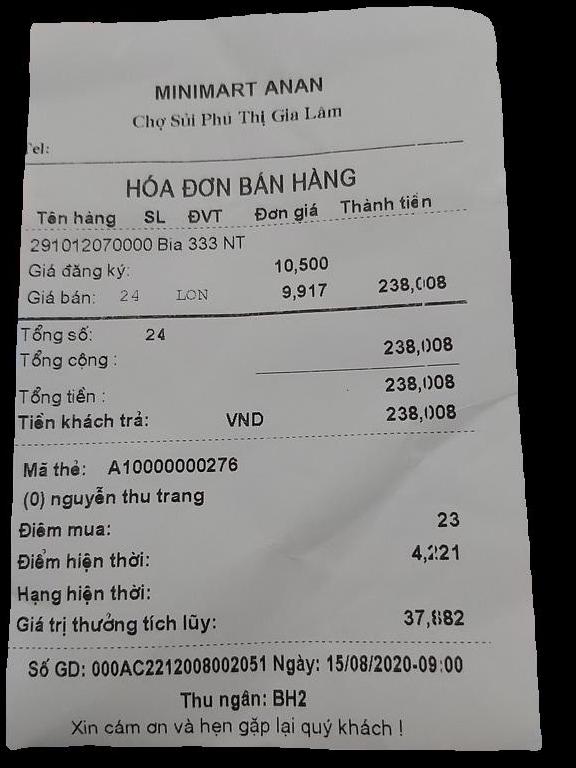 MINIMART ANAN
Chợ Sủi Phú Thị Gia Lâm
Tel:
HÓA ĐƠN BÁN HÀNG
Tên hàng SL ĐVT Đơn giá Thành tiền
291012070000 Bia 333 NT
Giá đăng ký: 10,500
Giá bán: 24 LON 9,917 238,008
Tổng số: 24
Tổng cộng : 238,008
Tổng tiền : 238,008
Tiền khách trả: VND 238,008
Mã thẻ: A10000000276
(0) nguyễn thu trang
Điểm mua: 23
Điểm hiện thời: 4,221
Hạng hiện thời:
Giá trị thưởng tích lũy: 37,882
Số GD: 000AC2212008002051 Ngày: 15/08/2020-09:00
Thu ngân: BH2
Xin cám ơn và hẹn gặp lại quý khách !